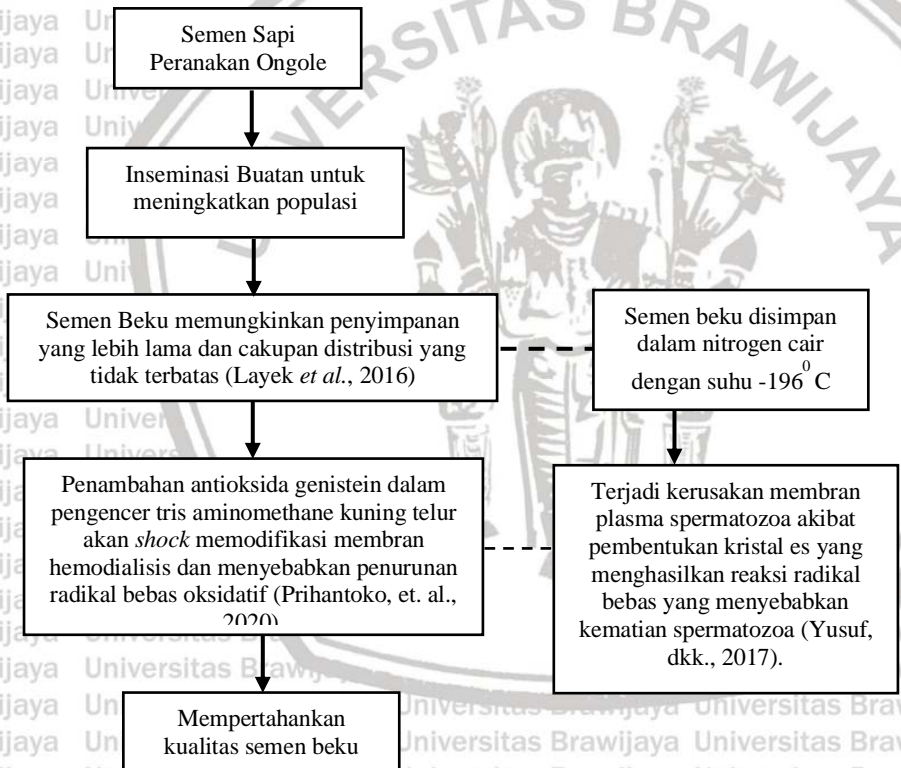 Semen Sapi
Peranakan Ongole
Inseminasi Buatan untuk
meningkatkan populasi
Semen Beku memungkinkan penyimpanan
yang lebih lama dan cakupan distribusi yang
tidak terbatas (Layek et al., 2016)
Semen beku disimpan
dalam nitrogen cair
dengan suhu -196⁰ C
Penambahan antioksida genistein dalam
pengencer tris aminomethane kuning telur
akan shock memodifikasi membran
hemodialisis dan menyebabkan penurunan
radikal bebas oksidatif (Prihantoko, et. al.,
2020)
Terjadi kerusakan membran
plasma spermatozoa akibat
pembentukan kristal es yang
menghasilkan reaksi radikal
bebas yang menyebabkan
kematian spermatozoa (Yusuf,
dkk., 2017).
Mempertahankan
kualitas semen beku
VERSITAS BRAWIJAYA
Universitas Brawijaya Universitas Braw